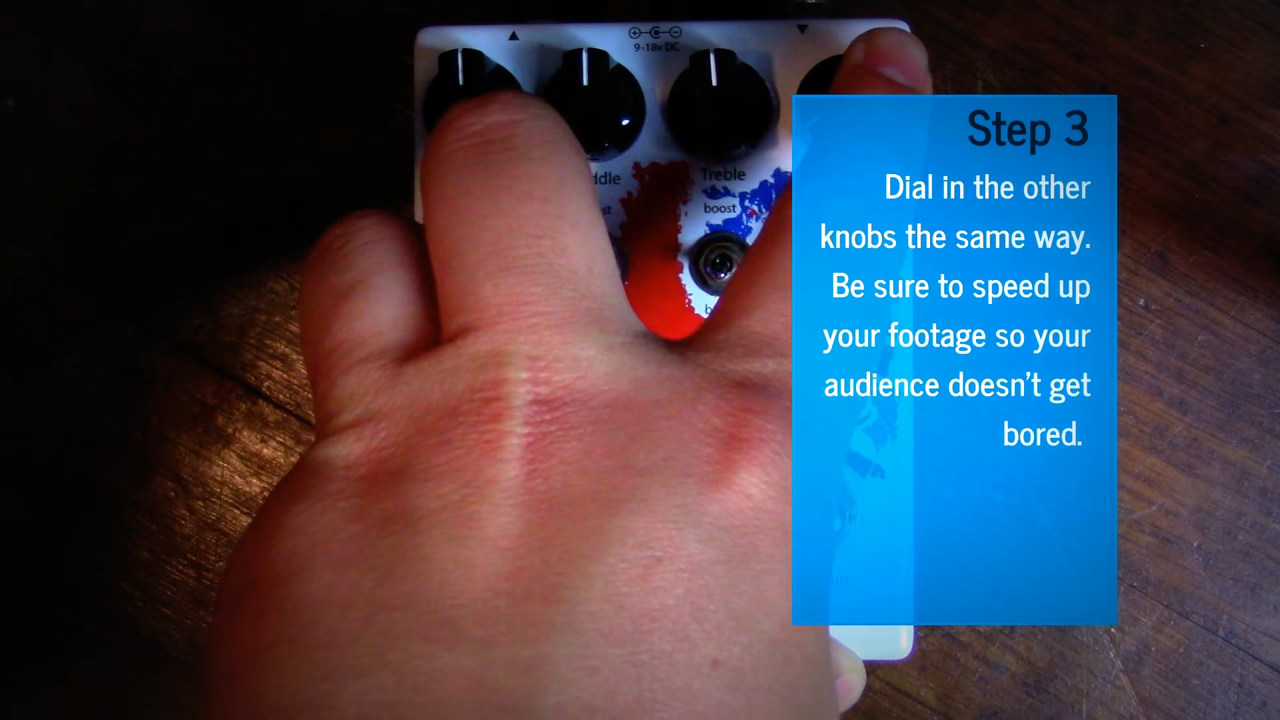 9-18v DC
Treble
boost
Step 3
Dial in the other
knobs the same way.
Be sure to speed up
your footage so your
audience doesn't get
bored.